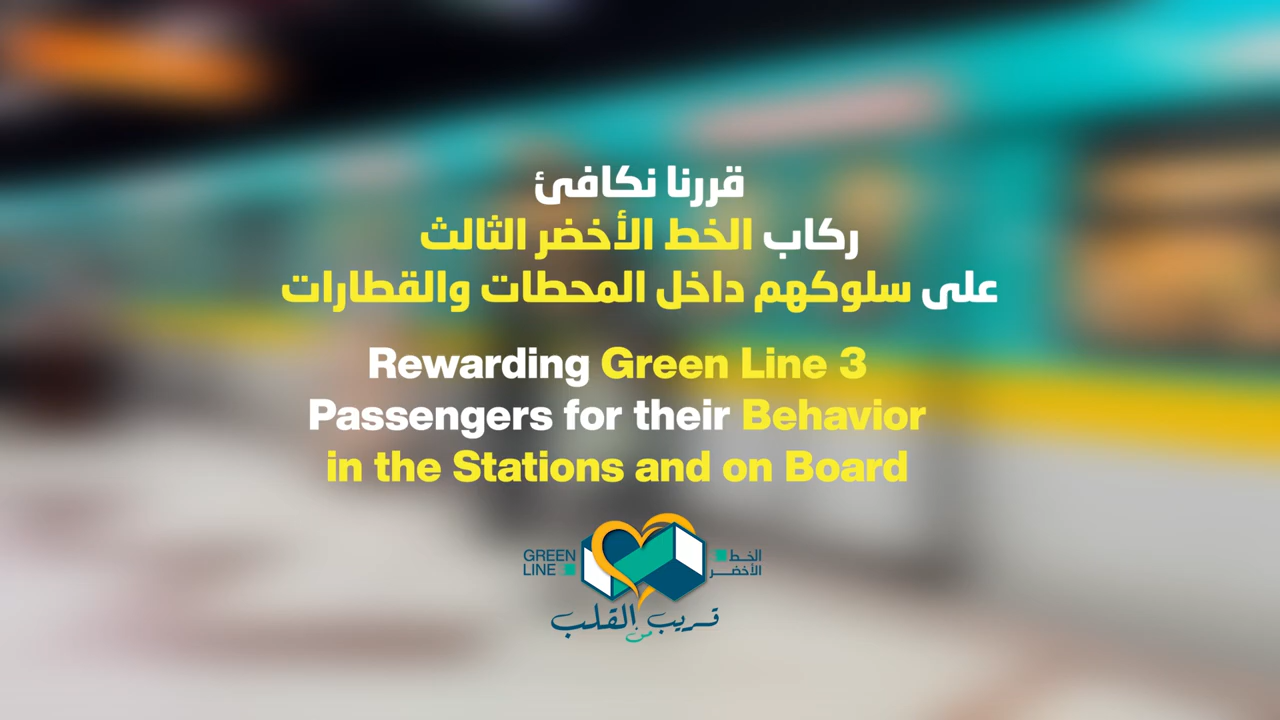 قررنا نكافئ
ركاب الخط الأخضر الثالث
على سلوكهم داخل المحطات والقطارات
Rewarding Green Line 3
Passengers for their Behavior
in the Stations and on Board
GREEN
LINE
الخط
الأخضر
قريب من القلب